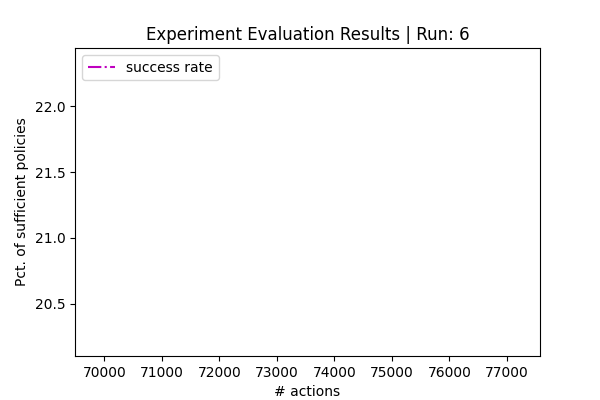 Experiment Evaluation Results | Run: 6
success rate
Pct. of sufficient policies
22.0
21.5
21.0
20.5
70000 71000 72000 73000 74000 75000 76000 77000
# actions